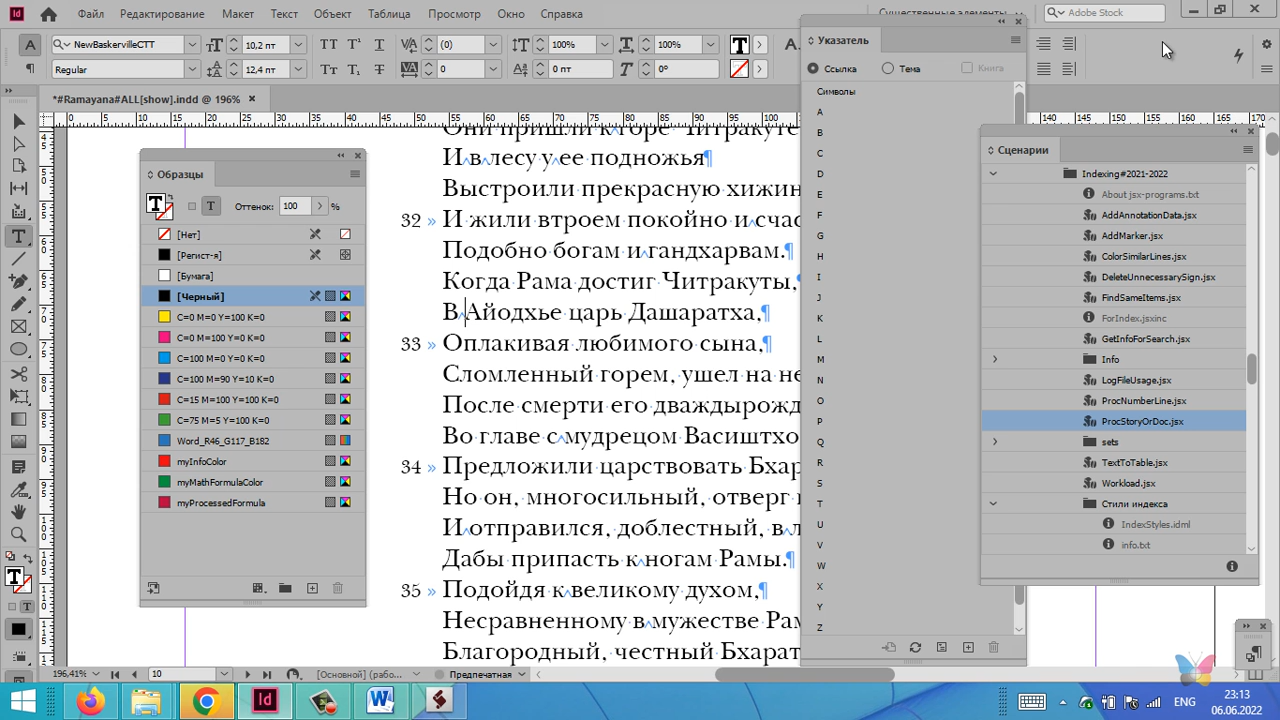 Файл Редактирование Макет Текст Объект Таблица Просмотр Окно Справка
Adobe Stock
NewBaskervilleCTT
10,2 пт
(0)
100%
100%
Regular
12,4 пт
0
0 пт
0°
*#Ramayana#ALL[show].indd @ 196%
Образцы
Оттенок: 100 %
[Нет]
[Регист-я]
[Бумага]
[Черный]
C=0 M=0 Y=100 K=0
C=0 M=100 Y=0 K=0
C=100 M=0 Y=0 K=0
C=100 M=90 Y=10 K=0
C=15 M=100 Y=100 K=0
C=75 M=5 Y=100 K=0
Word_R46_G117_B182
myInfoColor
myMathFormulaColor
myProcessedFormula
И в лесу у ее подножья¶
Выстроили прекрасную хижин
32 » И жили втроем покойно и счас
Подобно богам и гандхарвам.¶
Когда Рама достиг Читракуты,¶
В Айодхье царь Дашаратха,¶
33 » Оплакивая любимого сына,¶
Сломленный горем, ушел на не
После смерти его дваждырожд
Во главе с мудрецом Васиштхо
34 » Предложили царствовать Бхар
Но он, многосильный, отверг
И отправился, доблестный, в л
Дабы припасть к ногам Рамы.¶
35 » Подойдя к великому духом,¶
Несравненному в мужестве Рам
Благородный, честный Бхарат
Указатель
Ссылка Тема Книга
Символы
A
B
C
D
E
F
G
H
I
J
K
L
M
N
O
P
Q
R
S
T
U
V
W
X
Y
Z
Сценарии
Indexing#2021-2022
About jsx-programs.txt
AddAnnotationData.jsx
AddMarker.jsx
ColorSimilarLines.jsx
DeleteUnnecessarySign.jsx
FindSameItems.jsx
ForIndex.jsxinc
GetInfoForSearch.jsx
Info
LogFileUsage.jsx
ProcNumberLine.jsx
ProcStoryOrDoc.jsx
sets
TextToTable.jsx
Workload.jsx
Стили индекса
IndexStyles.idml
info.txt
196,41% 10 [Основной] (рабо... Предпечатная
ENG
23:13
06.06.2022